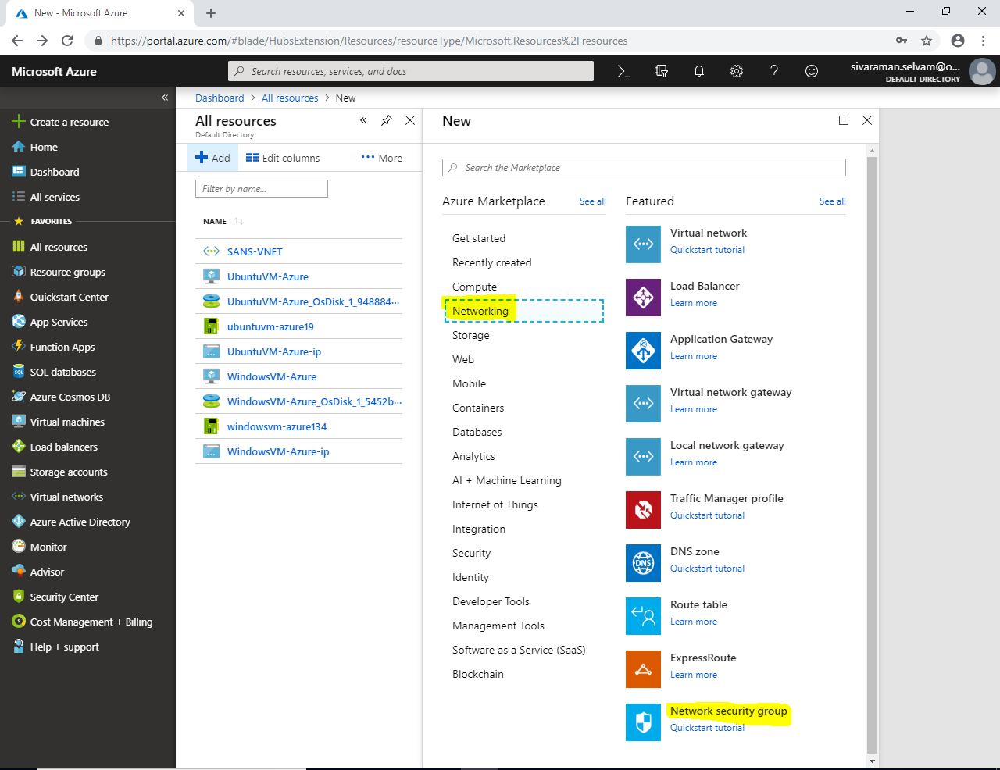 New - Microsoft Azure
https://portal.azure.com/#blade/HubsExtension/Resources/resourceType/Microsoft.Resources%2Fresources
Microsoft Azure
Search resources, services, and docs
sivaraman.selvam@o...
DEFAULT DIRECTORY
Create a resource
Home
Dashboard
All services
FAVORITES
All resources
Resource groups
Quickstart Center
App Services
Function Apps
SQL databases
Azure Cosmos DB
Virtual machines
Load balancers
Storage accounts
Virtual networks
Azure Active Directory
Monitor
Advisor
Security Center
Cost Management + Billing
Help + support
Dashboard > All resources > New
All resources
Default Directory
Add
Edit columns
More
Filter by name...
NAME
SANS-VNET
UbuntuVM-Azure
UbuntuVM-Azure_OsDisk_1_948884...
ubuntuvm-azure19
UbuntuVM-Azure-ip
WindowsVM-Azure
WindowsVM-Azure_OsDisk_1_5452b...
windowsvm-azure134
WindowsVM-Azure-ip
New
Search the Marketplace
Azure Marketplace
See all
Get started
Recently created
Compute
Networking
Storage
Web
Mobile
Containers
Databases
Analytics
AI + Machine Learning
Internet of Things
Integration
Security
Identity
Developer Tools
Management Tools
Software as a Service (SaaS)
Blockchain
Featured
See all
Virtual network
Quickstart tutorial
Load Balancer
Learn more
Application Gateway
Learn more
Virtual network gateway
Learn more
Local network gateway
Learn more
Traffic Manager profile
Quickstart tutorial
DNS
DNS zone
Quickstart tutorial
Route table
Learn more
ExpressRoute
Learn more
Network security group
Quickstart tutorial